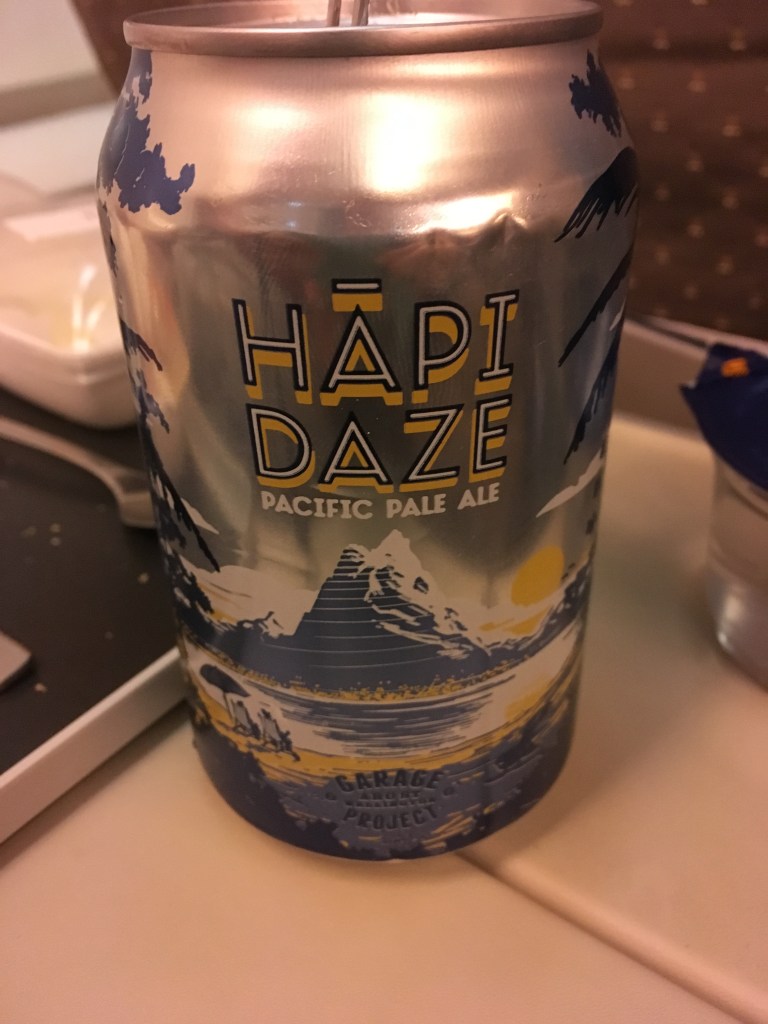 HĀPI
DAZE
PACIFIC PALE ALE
GARAGE
PROJECT